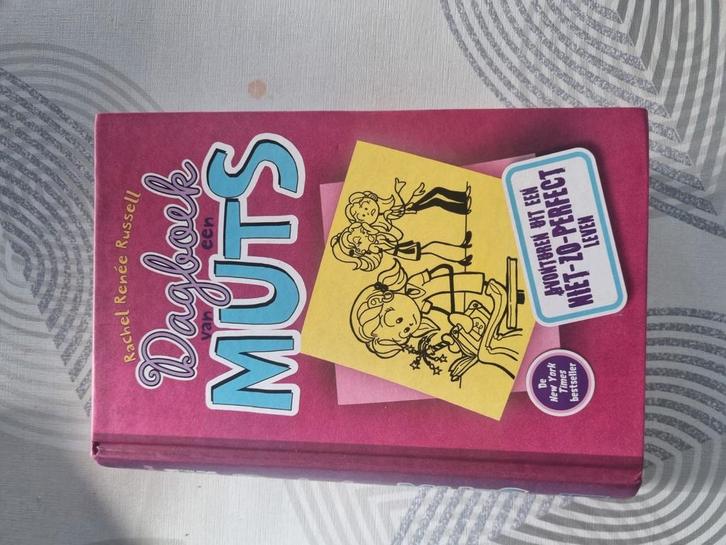 Rachel Renée Russell
Dagboek
van een
MUTS
AVONTUREN UIT EEN
NIET-ZO-PERFECT
LEVEN
De
New York
Times
bestseller